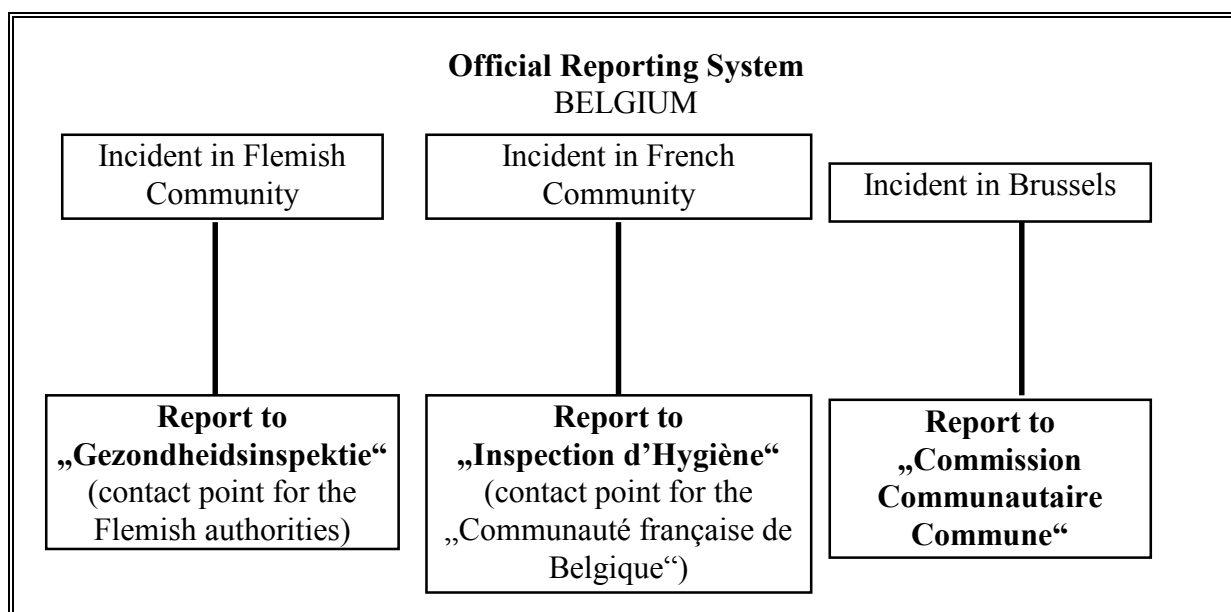 Official Reporting System
BELGIUM
Incident in Flemish
Community
Incident in French
Community
Incident in Brussels
Report to
„Gezondheidsinspektie“
(contact point for the
Flemish authorities)
Report to
„Inspection d’Hygiène“
(contact point for the
„Communauté française de
Belgique“)
Report to
„Commission
Communautaire
Commune“